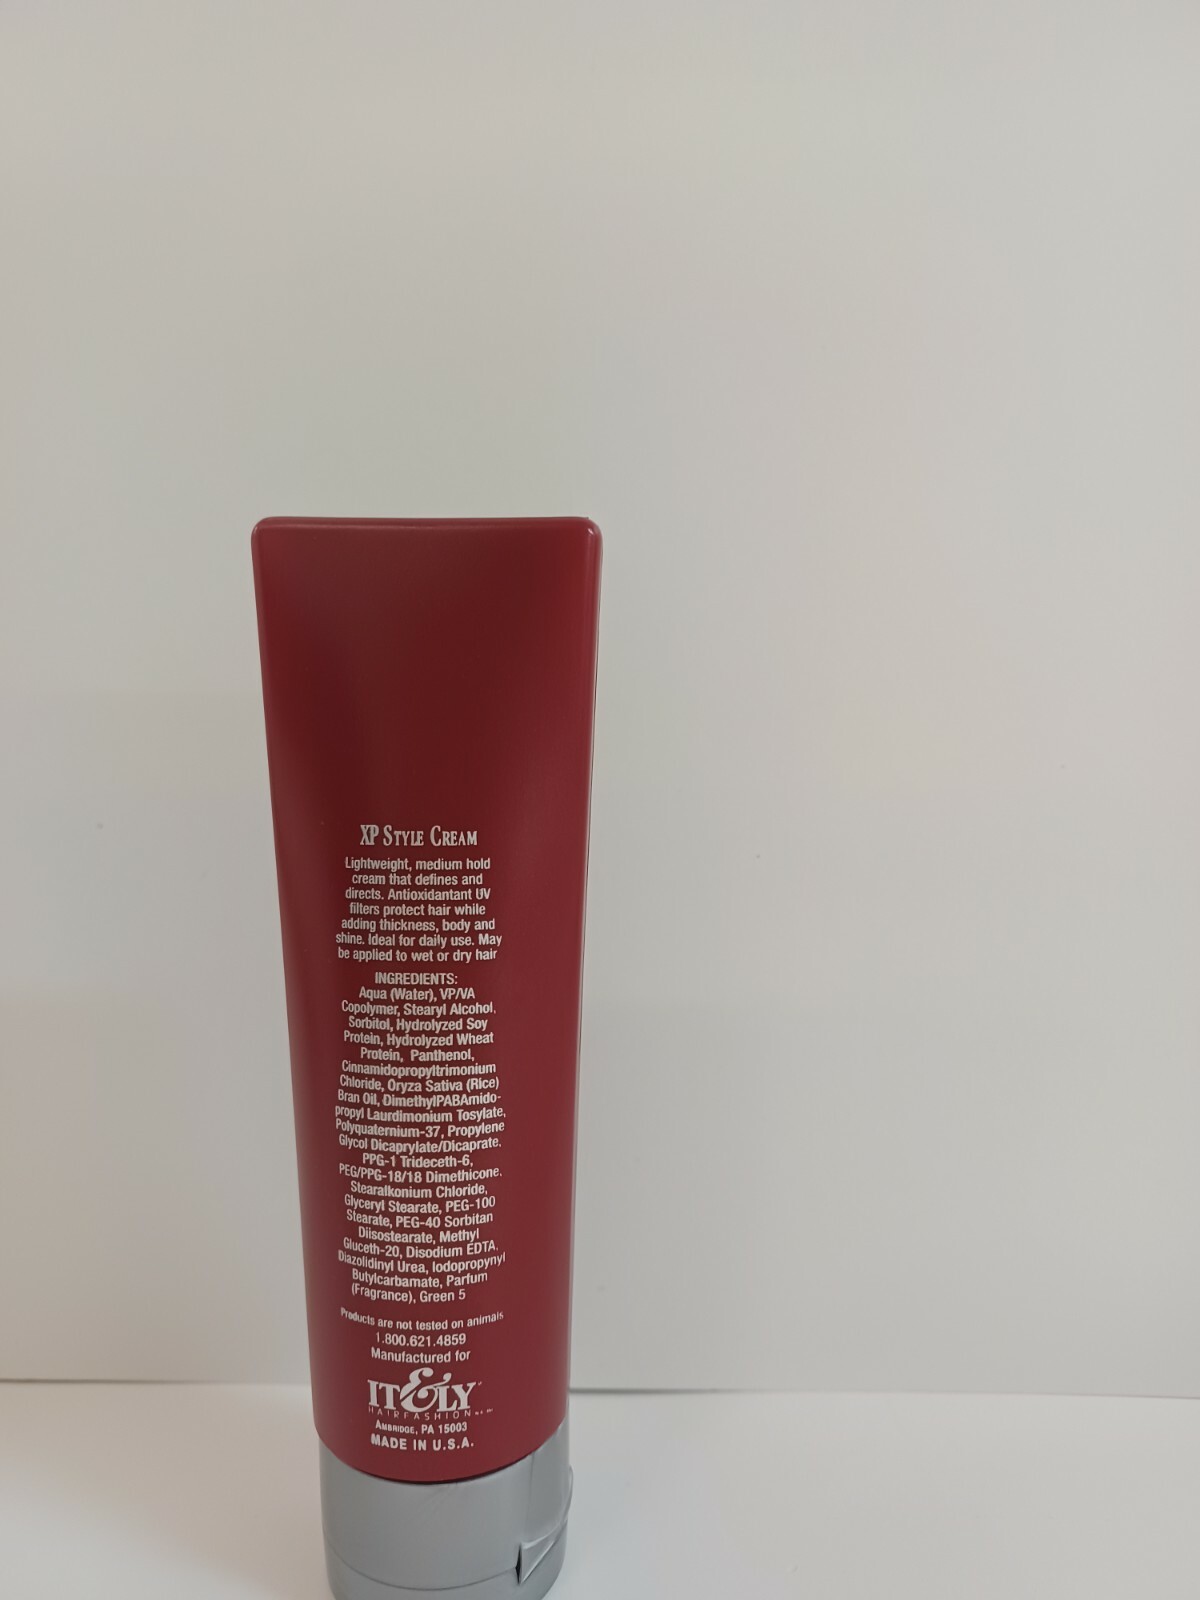 XP STYLE CREAM
Lightweight, medium hold
cream that defines and
directs. Antioxidantant UV
filters protect hair while
adding thickness, body and
shine. Ideal for daily use. May
be applied to wet or dry hair
INGREDIENTS:
Aqua (Water), VP/VA
Copolymer, Stearyl Alcohol,
Sorbitol, Hydrolyzed Soy
Protein, Hydrolyzed Wheat
Protein, Panthenol,
Cinnamidopropyltrimonium
Chloride, Oryza Sativa (Rice)
Bran Oil, DimethylPABAmido-
propyl Laurdimonium Tosylate,
Polyquaternium-37, Propylene
Glycol Dicaprylate/Dicaprate.
PPG-1 Trideceth-6,
PEG/PPG-18/18 Dimethicone.
Stearalkonium Chloride,
Glyceryl Stearate, PEG-100
Stearate, PEG-40 Sorbitan
Diisostearate, Methyl
Gluceth-20, Disodium EDTA.
Diazolidinyl Urea, Iodopropynyl
Butylcarbamate, Parfum
(Fragrance), Green 5
Products are not tested on animals
1.800.621.4859
Manufactured for
IT&LY
HAIRFASHION
AMBRIDGE, PA 15003
MADE IN U.S.A.